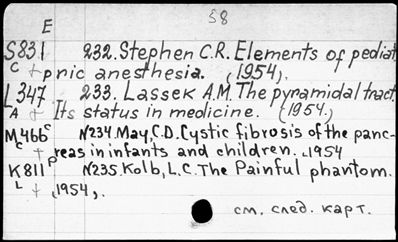 58
E
S831 232. Stephen C.R. Elements of pediat
C + pric anesthesia. (1954).
L347 233. Lassek A.M. The pyramidal tract.
A + Its status in medicine. (1954.)
M466 N234. May, C.D. Cystic fibrosis of the panc-
C + reas in infants and children. 1954
K811 N235. Kolb, L.C. The Painful phantom.
L + 1954,.
см. след. карт.